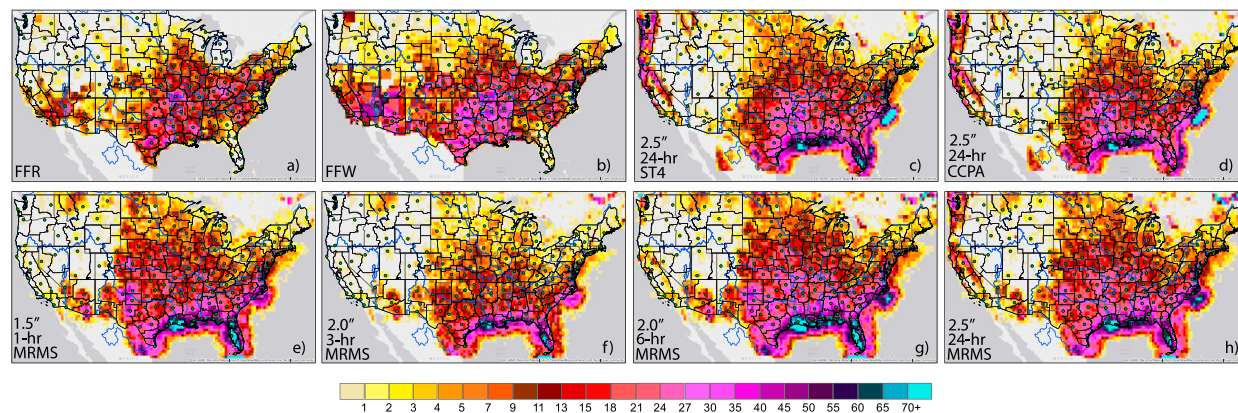 FFR
a)
FFW
b)
2.5"
24-hr
ST4
c)
2.5"
24-hr
CCPA
d)
1.5"
1-hr
MRMS
e)
2.0"
3-hr
MRMS
f)
2.0"
6-hr
MRMS
g)
2.5"
24-hr
MRMS
h)
1 2 3 4 5 7 9 11 13 15 18 21 24 27 30 35 40 45 50 55 60 65 70+